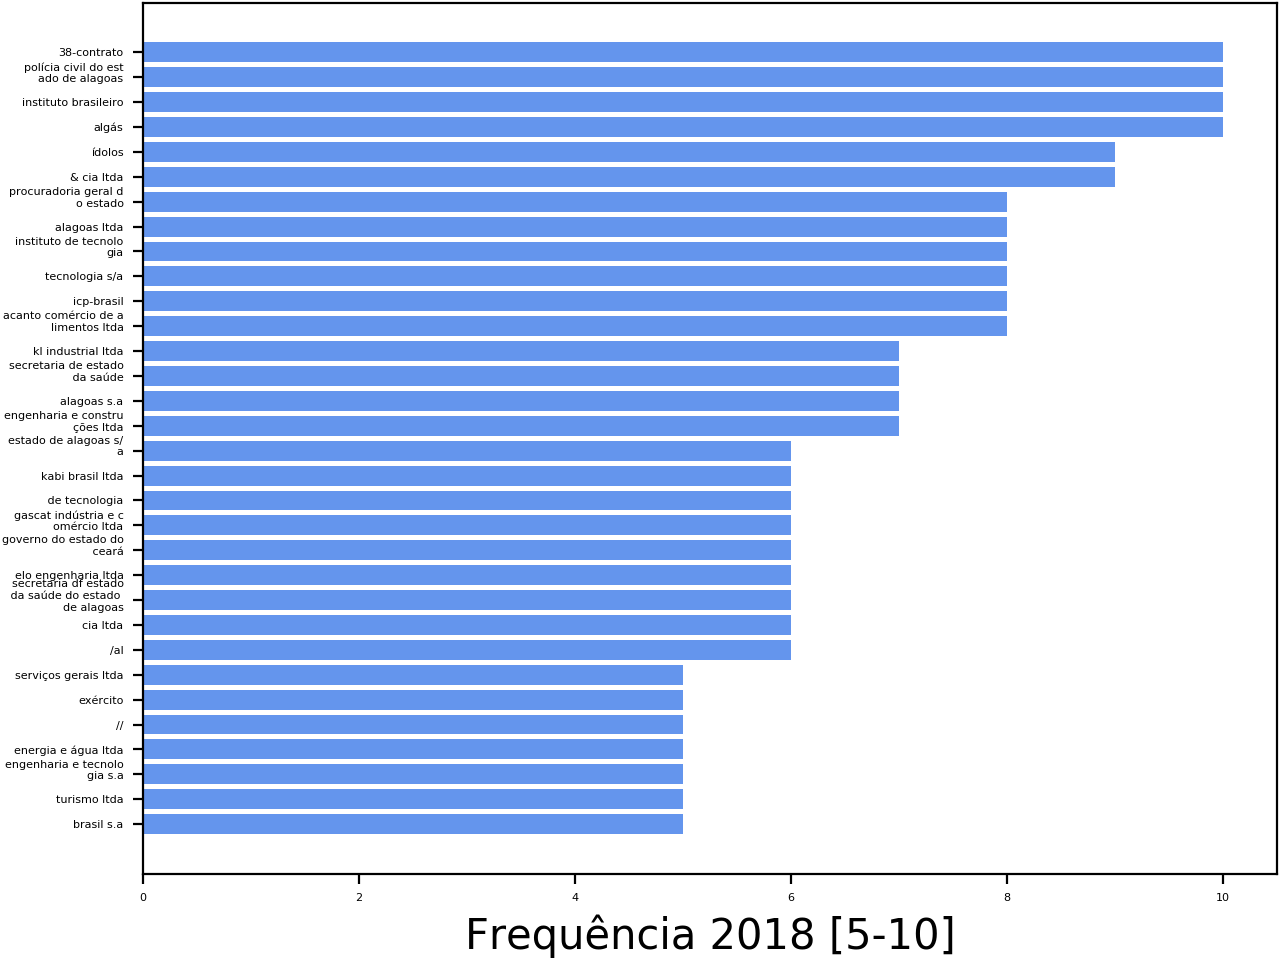 38-contrato
polícia civil do est
ado de alagoas
instituto brasileiro
algás
ídolos
& cia ltda
procuradoria geral d
o estado
alagoas ltda
instituto de tecnolo
gia
tecnologia s/a
icp-brasil
acanto comércio de a
limentos ltda
kl industrial ltda
secretaria de estado
da saúde
alagoas s.a
engenharia e constru
ções ltda
estado de alagoas s/
a
kabi brasil ltda
de tecnologia
gascat indústria e c
omércio ltda
governo do estado do
ceará
elo engenharia ltda
secretaria df estado
da saúde do estado
de alagoas
cia ltda
/al
serviços gerais ltda
exército
//
energia e água ltda
engenharia e tecnolo
gia s.a
turismo ltda
brasil s.a
0 2 4 6 8 10
Frequência 2018 [5-10]